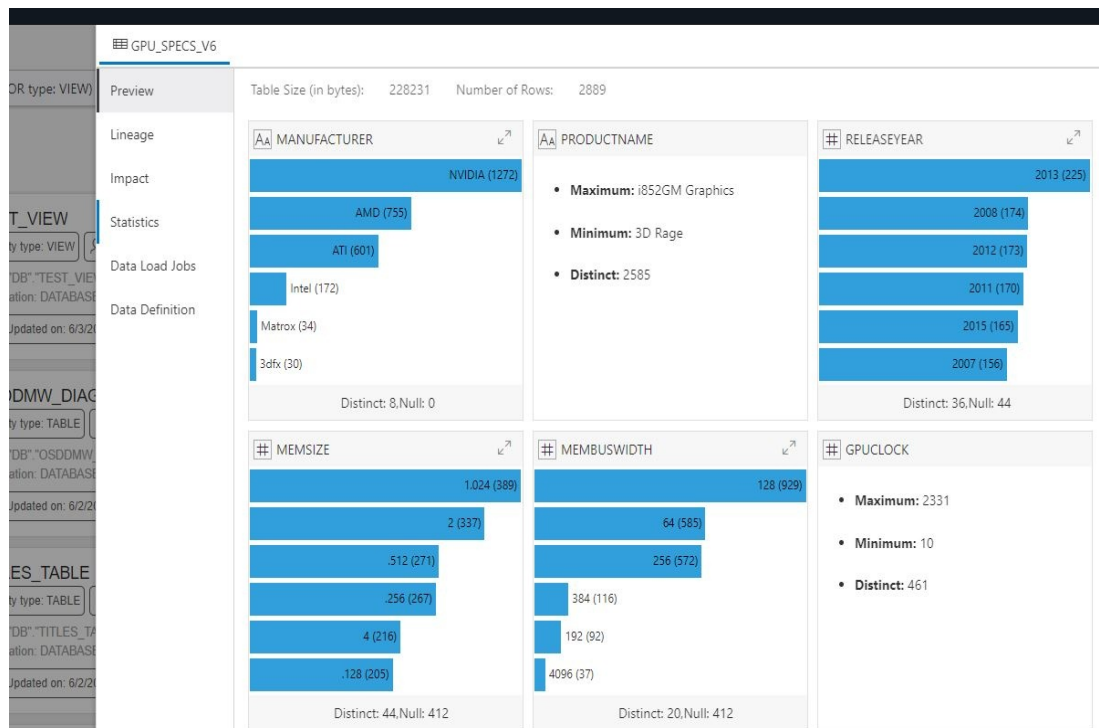 GPU_SPECS_V6
OR type: VIEW)
Preview
Lineage
Impact
Statistics
Data Load Jobs
Data Definition
T_VIEW
ty type: VIEW
"DB"."TEST_VIE
ation: DATABASE
Updated on: 6/3/20
DDMW_DIAG
ty type: TABLE
"DB"."OSDDMW_
ation: DATABASE
Updated on: 6/2/20
ES_TABLE
ty type: TABLE
"DB"."TITLES_TA
ation: DATABASE
Updated on: 6/2/20
Table Size (in bytes): 228231 Number of Rows: 2889
MANUFACTURER
NVIDIA (1272)
AMD (755)
ATI (601)
Intel (172)
Matrox (34)
3dfx (30)
Distinct: 8,Null: 0
PRODUCTNAME
• Maximum: i852GM Graphics
• Minimum: 3D Rage
• Distinct: 2585
RELEASEYEAR
2013 (225)
2008 (174)
2012 (173)
2011 (170)
2015 (165)
2007 (156)
Distinct: 36,Null: 44
MEMSIZE
1.024 (389)
2 (337)
.512 (271)
.256 (267)
4 (216)
.128 (205)
Distinct: 44,Null: 412
MEMBUSWIDTH
128 (929)
64 (585)
256 (572)
384 (116)
192 (92)
4096 (37)
Distinct: 20,Null: 412
GPUCLOCK
• Maximum: 2331
• Minimum: 10
• Distinct: 461